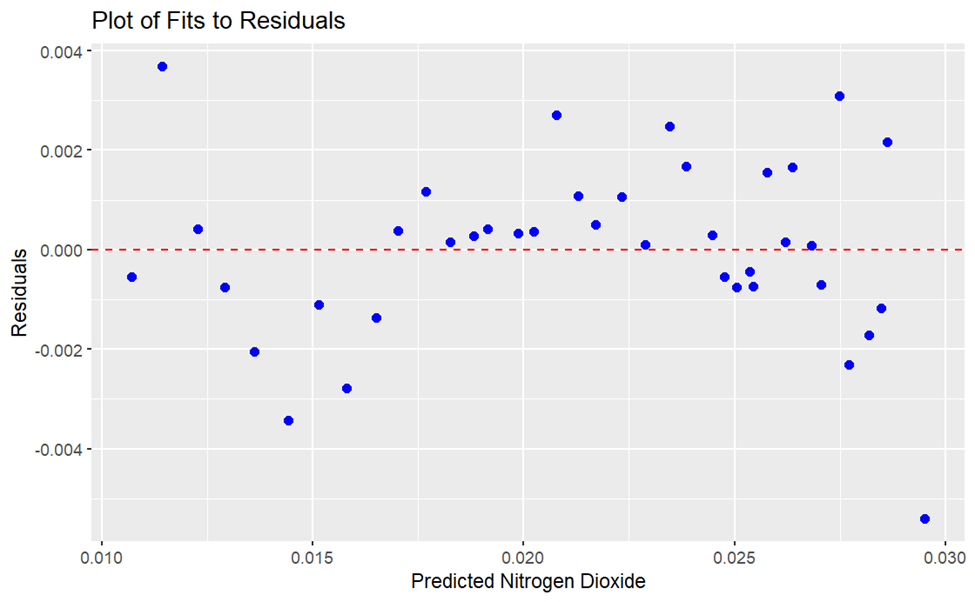 Plot of Fits to Residuals
0.004
0.002
0.000
-0.002
-0.004
Residuals
0.010 0.015 0.020 0.025 0.030
Predicted Nitrogen Dioxide